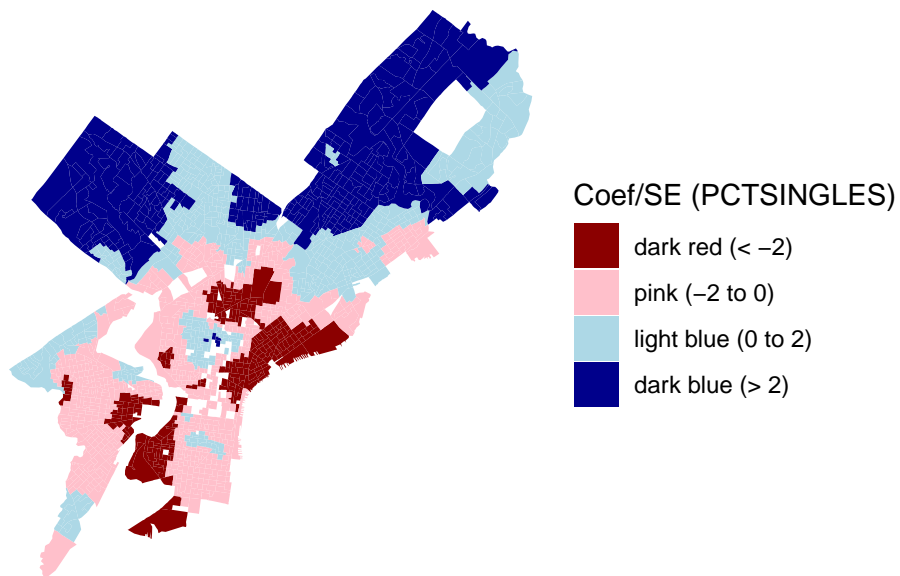 Coef/SE (PCTSINGLES)
dark red (< −2)
pink (−2 to 0)
light blue (0 to 2)
dark blue (> 2)